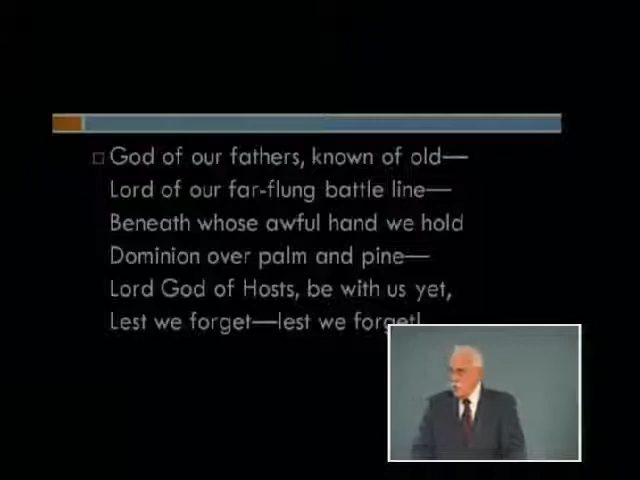 God of our fathers, known of old—
Lord of our far-flung battle line—
Beneath whose awful hand we hold
Dominion over palm and pine—
Lord God of Hosts, be with us yet,
Lest we forget—lest we forget!